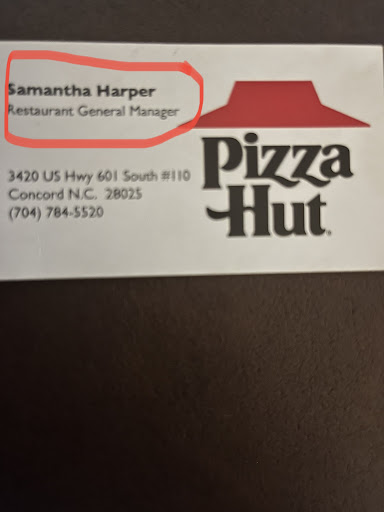 Samantha Harper
Restaurant General Manager
3420 US Hwy 601 South #110
Concord N.C. 28025
(704) 784-5520
Pizza
Hut